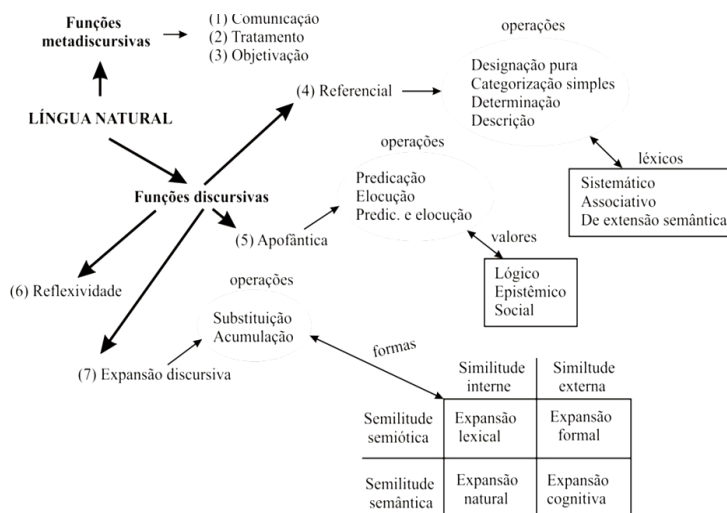 Funções
metadiscursivas
(1) Comunicação
(2) Tratamento
(3) Objetivação
operações
Designação pura
Categorização simples
Determinação
Descrição
(4) Referencial
LÍNGUA NATURAL
operações
léxicos
Predicação
Elocução
Predic. e elocução
Sistemático
Associativo
De extensão semântica
Funções discursivas
(5) Apofântica
valores
Lógico
Epistêmico
Social
(6) Reflexividade
operações
Substituição
Acumulação
formas
(7) Expansão discursiva
Similitude
interne
Similtude
externa
Semilitude
semiótica
Expansão
lexical
Expansão
formal
Semilitude
semântica
Expansão
natural
Expansão
cognitiva